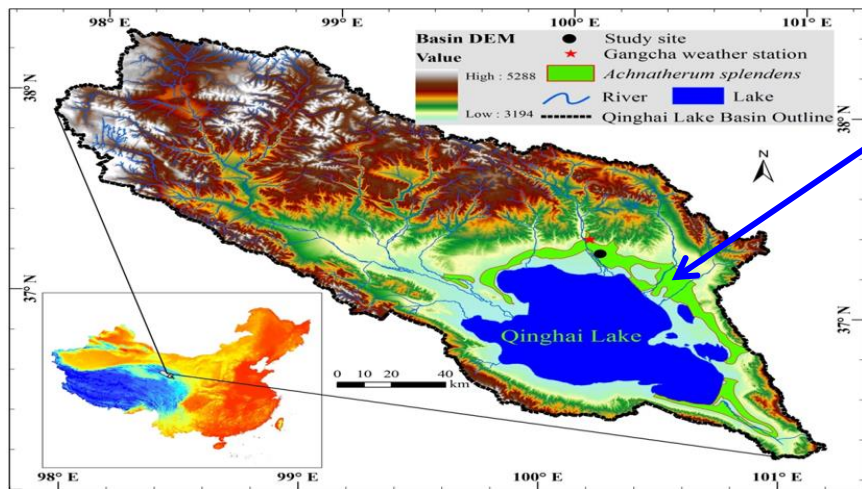 98° E
99° E
100° E
101° E
Basin DEM
Value
High : 5288
Low : 3194
Study site
Gangcha weather station
Achnatherum splendens
River
Lake
Qinghai Lake Basin Outline
38° N
38° N
N
37° N
37° N
Qinghai Lake
0
20
40
km
98° E
99° E
100° E
101° E